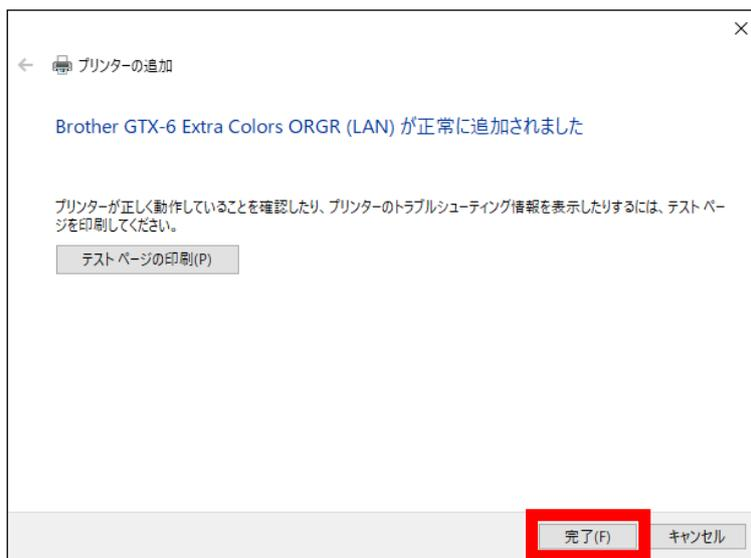 プリンターの追加
Brother GTX-6 Extra Colors ORGR (LAN) が正常に追加されました
プリンターが正しく動作していることを確認したり、プリンターのトラブルシューティング情報を表示したりするには、テスト ペー
ジを印刷してください。
テスト ページの印刷(P)
完了(F)
キャンセル